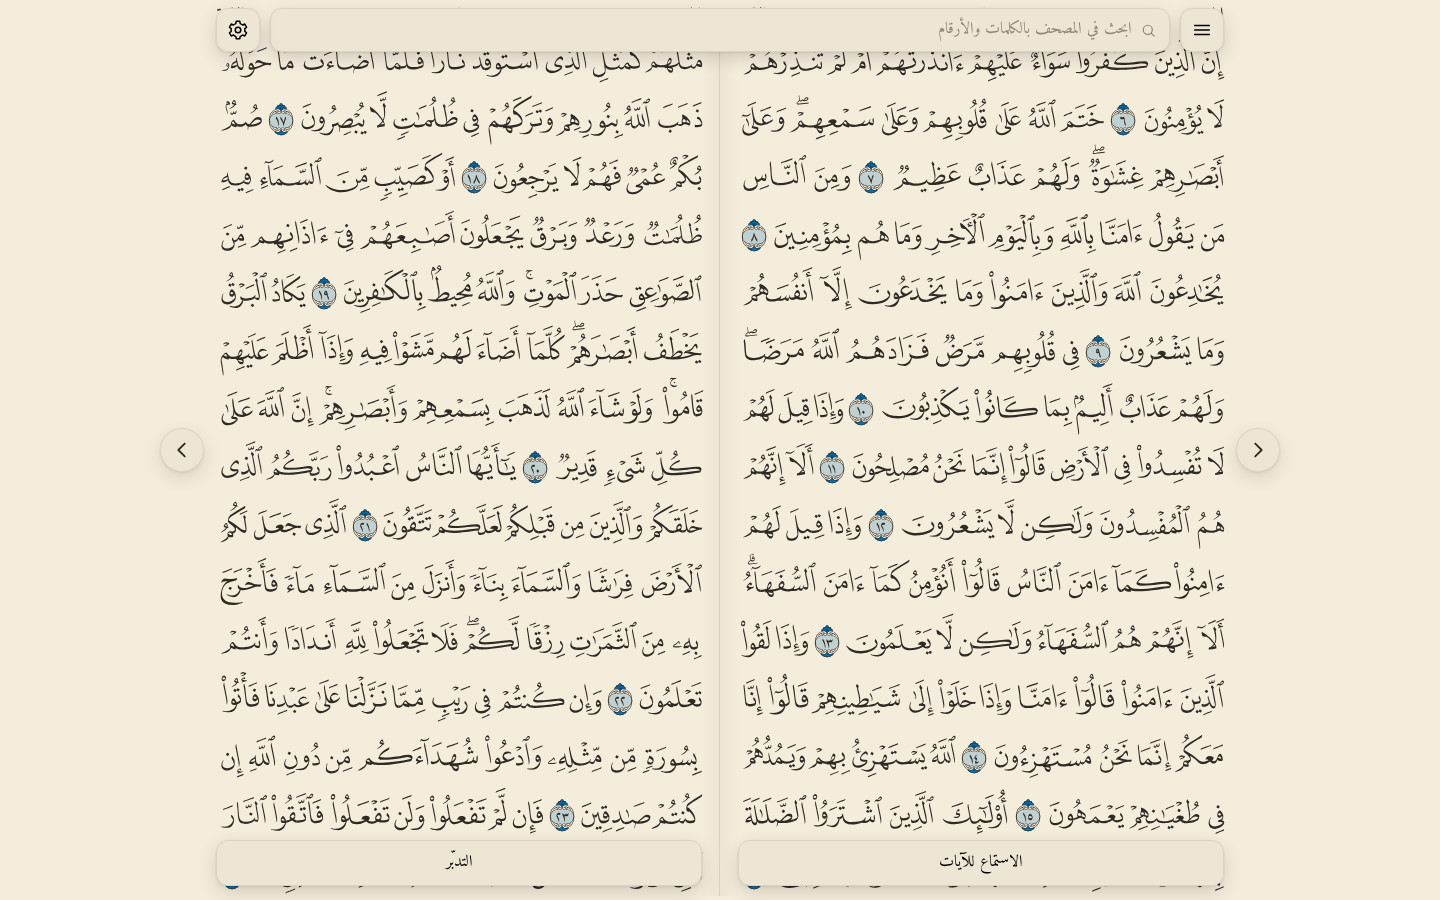 ابحث في المصحف بالكلمات والأرقام
إِنَّ ٱلَّذِينَ كَفَرُوا۟ سَوَآءٌ عَلَيْهِمْ ءَأَنذَرْتَهُمْ أَمْ لَمْ تُنذِرْهُمْ
لَا يُؤْمِنُونَ ٦ خَتَمَ ٱللَّهُ عَلَىٰ قُلُوبِهِمْ وَعَلَىٰ سَمْعِهِمْ ۖ وَعَلَىٰٓ
أَبْصَـٰرِهِمْ غِشَـٰوَةٌ ۖ وَلَهُمْ عَذَابٌ عَظِيمٌ ٧ وَمِنَ ٱلنَّاسِ
مَن يَقُولُ ءَامَنَّا بِٱللَّهِ وَبِٱلْيَوْمِ ٱلْـَٔاخِرِ وَمَا هُم بِمُؤْمِنِينَ ٨
يُخَـٰدِعُونَ ٱللَّهَ وَٱلَّذِينَ ءَامَنُوا۟ وَمَا يَخْدَعُونَ إِلَّآ أَنفُسَهُمْ
وَمَا يَشْعُرُونَ ٩ فِى قُلُوبِهِم مَّرَضٌ فَزَادَهُمُ ٱللَّهُ مَرَضًا ۖ
وَلَهُمْ عَذَابٌ أَلِيمٌۢ بِمَا كَانُوا۟ يَكْذِبُونَ ١٠ وَإِذَا قِيلَ لَهُمْ
لَا تُفْسِدُوا۟ فِى ٱلْأَرْضِ قَالُوٓا۟ إِنَّمَا نَحْنُ مُصْلِحُونَ ١١ أَلَآ إِنَّهُمْ
هُمُ ٱلْمُفْسِدُونَ وَلَـٰكِن لَّا يَشْعُرُونَ ١٢ وَإِذَا قِيلَ لَهُمْ
ءَامِنُوا۟ كَمَآ ءَامَنَ ٱلنَّاسُ قَالُوٓا۟ أَنُؤْمِنُ كَمَآ ءَامَنَ ٱلسُّفَهَآءُ ۗ
أَلَآ إِنَّهُمْ هُمُ ٱلسُّفَهَآءُ وَلَـٰكِن لَّا يَعْلَمُونَ ١٣ وَإِذَا لَقُوا۟
ٱلَّذِينَ ءَامَنُوا۟ قَالُوٓا۟ ءَامَنَّا وَإِذَا خَلَوْا۟ إِلَىٰ شَيَـٰطِينِهِمْ قَالُوٓا۟ إِنَّا
مَعَكُمْ إِنَّمَا نَحْنُ مُسْتَهْزِءُونَ ١٤ ٱللَّهُ يَسْتَهْزِئُ بِهِمْ وَيَمُدُّهُمْ
فِى طُغْيَـٰنِهِمْ يَعْمَهُونَ ١٥ أُو۟لَـٰٓئِكَ ٱلَّذِينَ ٱشْتَرَوُا۟ ٱلضَّلَـٰلَةَ
الاستماع للآيات
مَثَلُهُمْ كَمَثَلِ ٱلَّذِى ٱسْتَوْقَدَ نَارًا فَلَمَّآ أَضَآءَتْ مَا حَوْلَهُۥ
ذَهَبَ ٱللَّهُ بِنُورِهِمْ وَتَرَكَهُمْ فِى ظُلُمَـٰتٍ لَّا يُبْصِرُونَ ١٧ صُمٌّۢ
بُكْمٌ عُمْىٌ فَهُمْ لَا يَرْجِعُونَ ١٨ أَوْ كَصَيِّبٍ مِّنَ ٱلسَّمَآءِ فِيهِ
ظُلُمَـٰتٌ وَرَعْدٌ وَبَرْقٌ يَجْعَلُونَ أَصَـٰبِعَهُمْ فِىٓ ءَاذَانِهِم مِّنَ
ٱلصَّوَٰعِقِ حَذَرَ ٱلْمَوْتِ ۚ وَٱللَّهُ مُحِيطٌۢ بِٱلْكَـٰفِرِينَ ١٩ يَكَادُ ٱلْبَرْقُ
يَخْطَفُ أَبْصَـٰرَهُمْ ۖ كُلَّمَآ أَضَآءَ لَهُم مَّشَوْا۟ فِيهِ وَإِذَآ أَظْلَمَ عَلَيْهِمْ
قَامُوا۟ ۚ وَلَوْ شَآءَ ٱللَّهُ لَذَهَبَ بِسَمْعِهِمْ وَأَبْصَـٰرِهِمْ ۚ إِنَّ ٱللَّهَ عَلَىٰ
كُلِّ شَىْءٍ قَدِيرٌ ٢٠ يَـٰٓأَيُّهَا ٱلنَّاسُ ٱعْبُدُوا۟ رَبَّكُمُ ٱلَّذِى
خَلَقَكُمْ وَٱلَّذِينَ مِن قَبْلِكُمْ لَعَلَّكُمْ تَتَّقُونَ ٢١ ٱلَّذِى جَعَلَ لَكُمُ
ٱلْأَرْضَ فِرَٰشًا وَٱلسَّمَآءَ بِنَآءً وَأَنزَلَ مِنَ ٱلسَّمَآءِ مَآءً فَأَخْرَجَ
بِهِۦ مِنَ ٱلثَّمَرَٰتِ رِزْقًا لَّكُمْ ۖ فَلَا تَجْعَلُوا۟ لِلَّهِ أَندَادًا وَأَنتُمْ
تَعْلَمُونَ ٢٢ وَإِن كُنتُمْ فِى رَيْبٍ مِّمَّا نَزَّلْنَا عَلَىٰ عَبْدِنَا فَأْتُوا۟
بِسُورَةٍ مِّن مِّثْلِهِۦ وَٱدْعُوا۟ شُهَدَآءَكُم مِّن دُونِ ٱللَّهِ إِن
كُنتُمْ صَـٰدِقِينَ ٢٣ فَإِن لَّمْ تَفْعَلُوا۟ وَلَن تَفْعَلُوا۟ فَٱتَّقُوا۟ ٱلنَّارَ
التدبّر